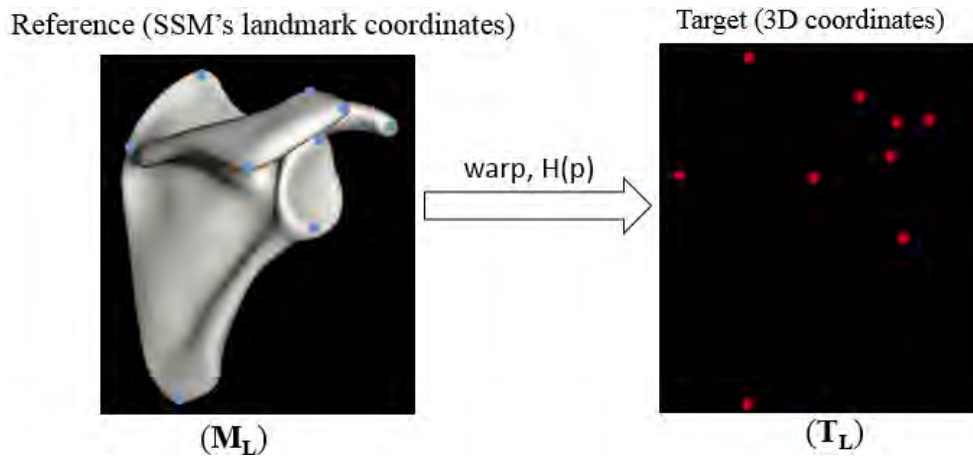 Reference (SSM's landmark coordinates)
Target (3D coordinates)
warp, H(p)
(M_L)
(T_L)